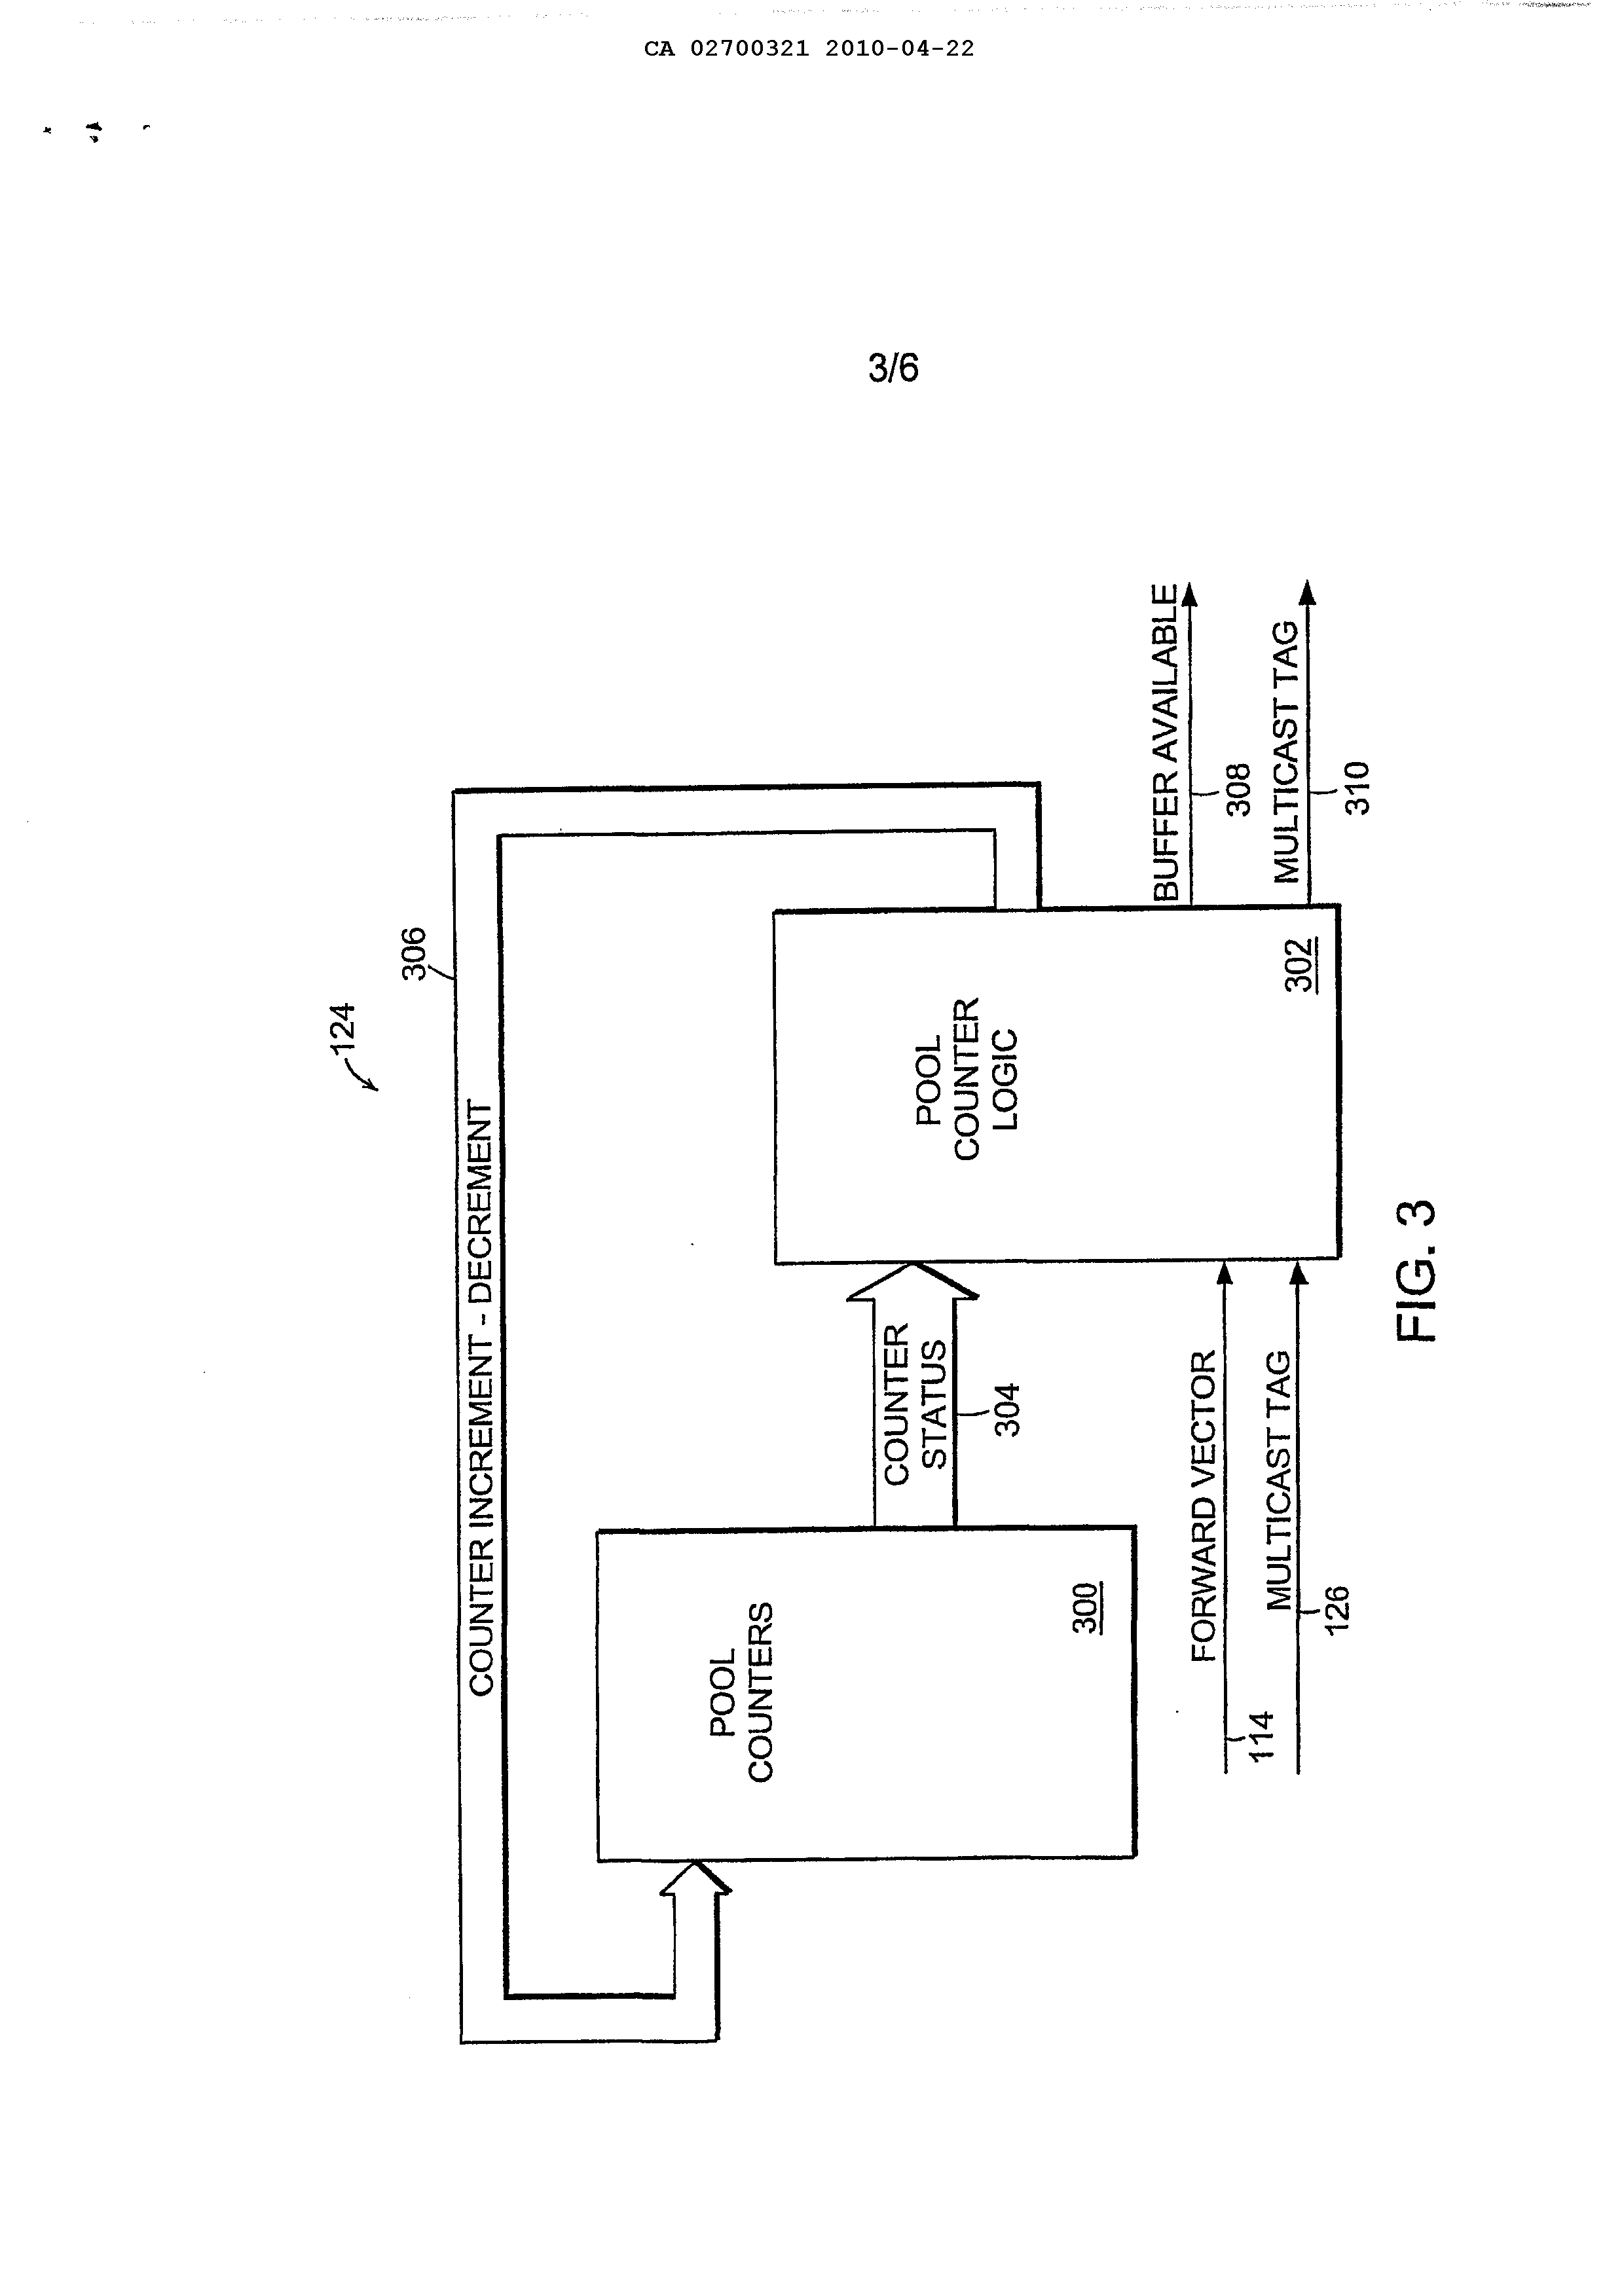 CA 02700321 2010-04-22
3/6
124
306
COUNTER INCREMENT - DECREMENT
POOL
COUNTERS
300
COUNTER
STATUS
304
POOL
COUNTER
LOGIC
302
BUFFER AVAILABLE
308
MULTICAST TAG
310
FORWARD VECTOR
114
MULTICAST TAG
126
FIG. 3